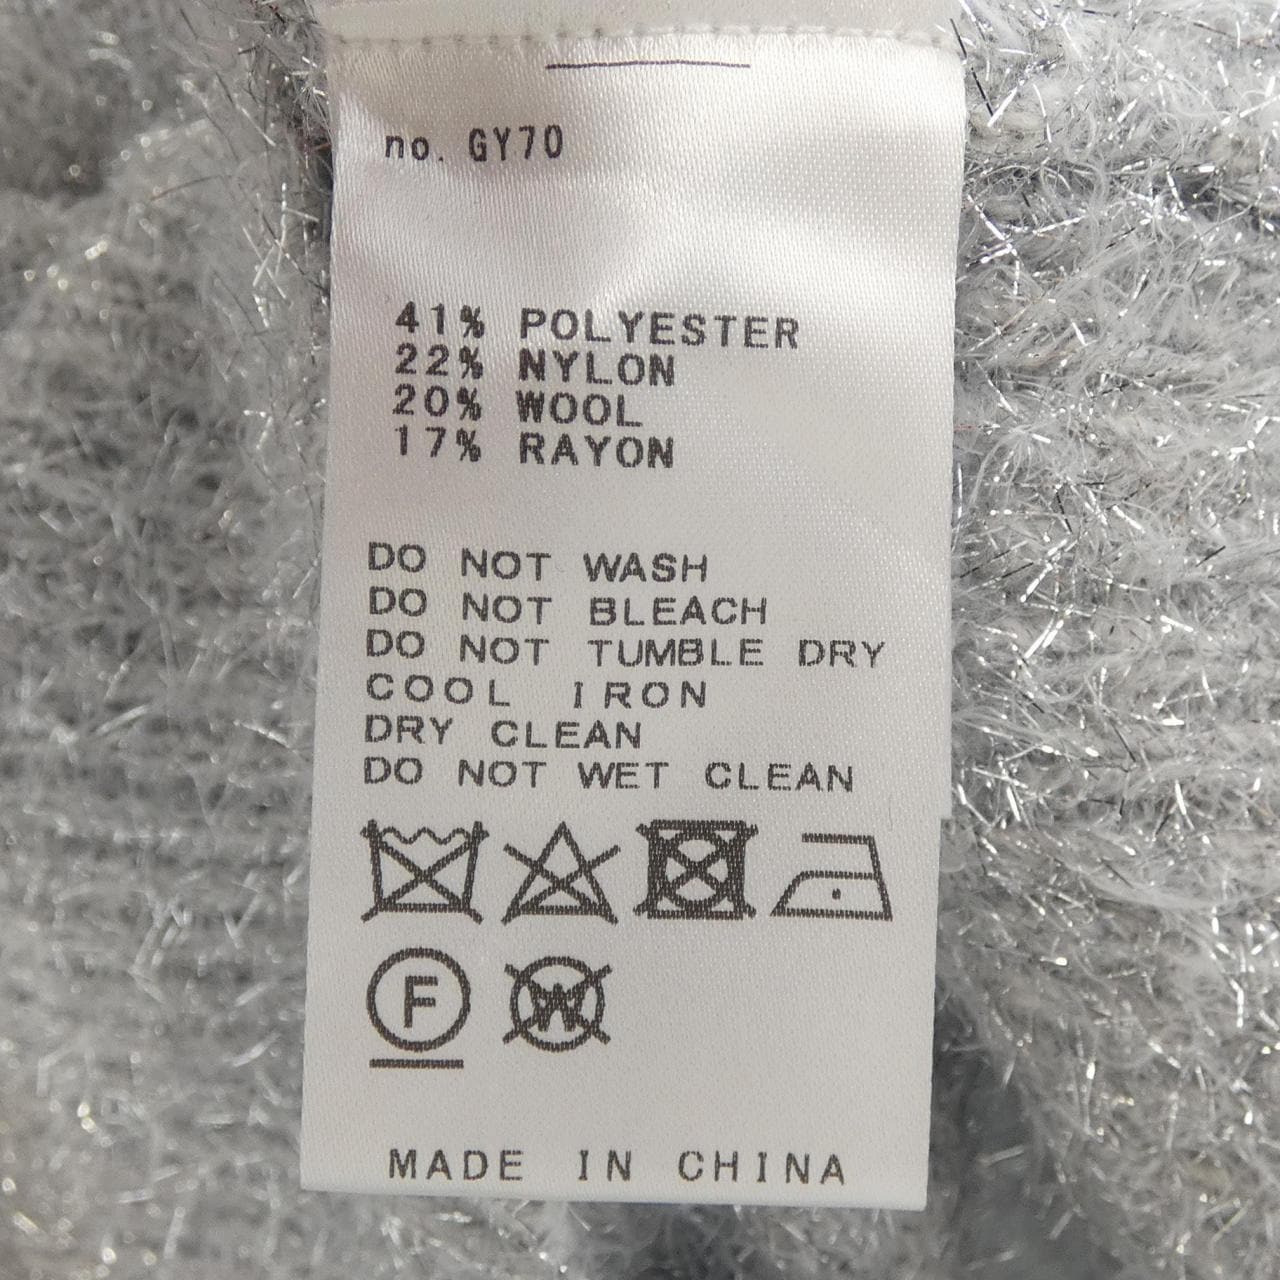 no. GY70
41% POLYESTER
22% NYLON
20% WOOL
17% RAYON
DO NOT WASH
DO NOT BLEACH
DO NOT TUMBLE DRY
COOL IRON
DRY CLEAN
DO NOT WET CLEAN
F W
MADE IN CHINA